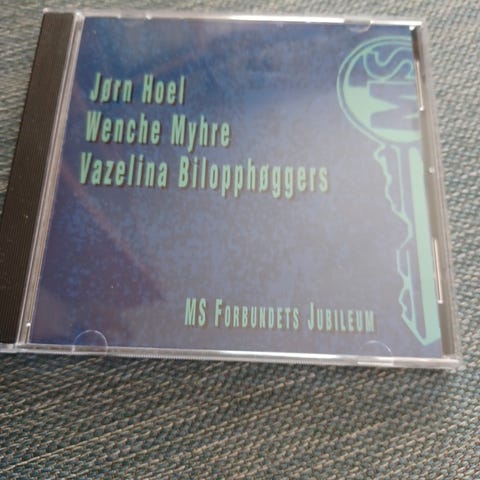 Jørn Hoel
Wenche Myhre
Vazelina Bilopphøggers
MS
MS Forbundets Jubileum